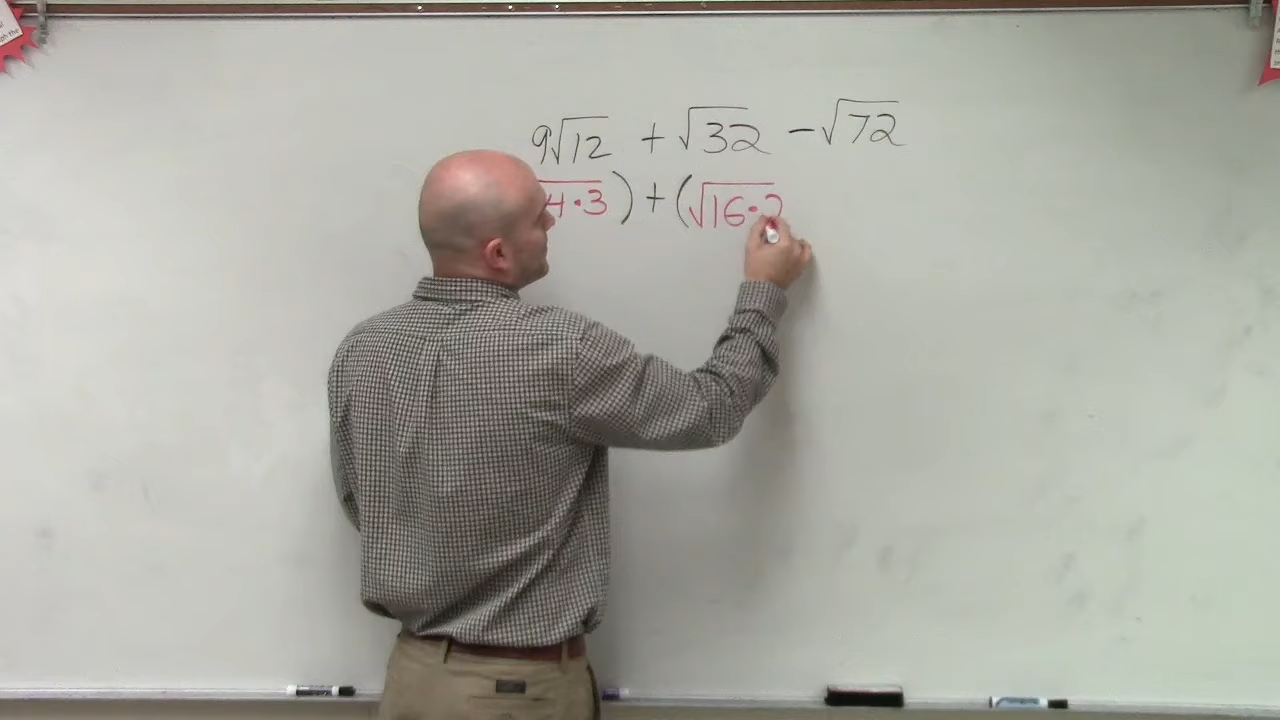 9√12 + √32 − √72
4·3) + (√16·2